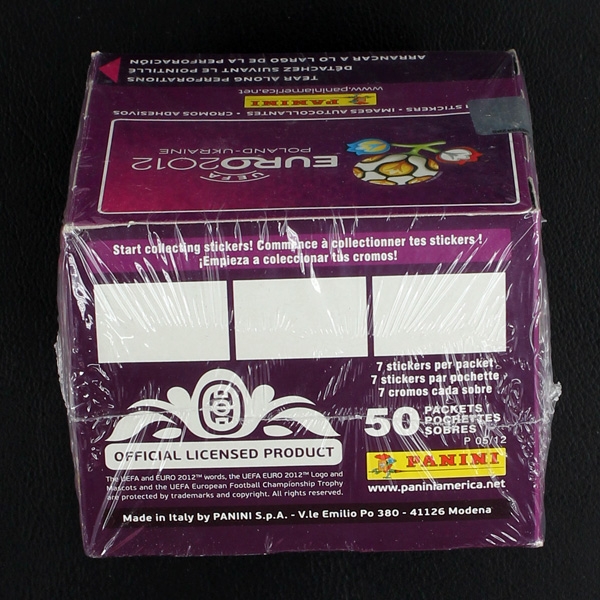 ARRANCAR A LO LARGO DE LA PERFORACIÓN
DÉTACHEZ SUIVANT LE POINTILLÉ
TEAR ALONG PERFORATIONS
www.paniniamerica.net
PANINI
STICKERS • IMAGES AUTOCOLLANTES • CROMOS ADHESIVOS
UEFA
EURO2012
POLAND-UKRAINE
Start collecting stickers! Commence à collectionner tes stickers !
¡Empieza a coleccionar tus cromos!
7 stickers per packet
7 stickers par pochette
7 cromos cada sobre
50 PACKETS
POCHETTES
SOBRES
P 05/12
PANINI
www.paniniamerica.net
OFFICIAL LICENSED PRODUCT
The UEFA and EURO 2012™ words, the UEFA EURO 2012™ Logo and
Mascots and the UEFA European Football Championship Trophy
are protected by trademarks and copyright. All rights reserved.
Made in Italy by PANINI S.p.A. - V.le Emilio Po 380 - 41126 Modena